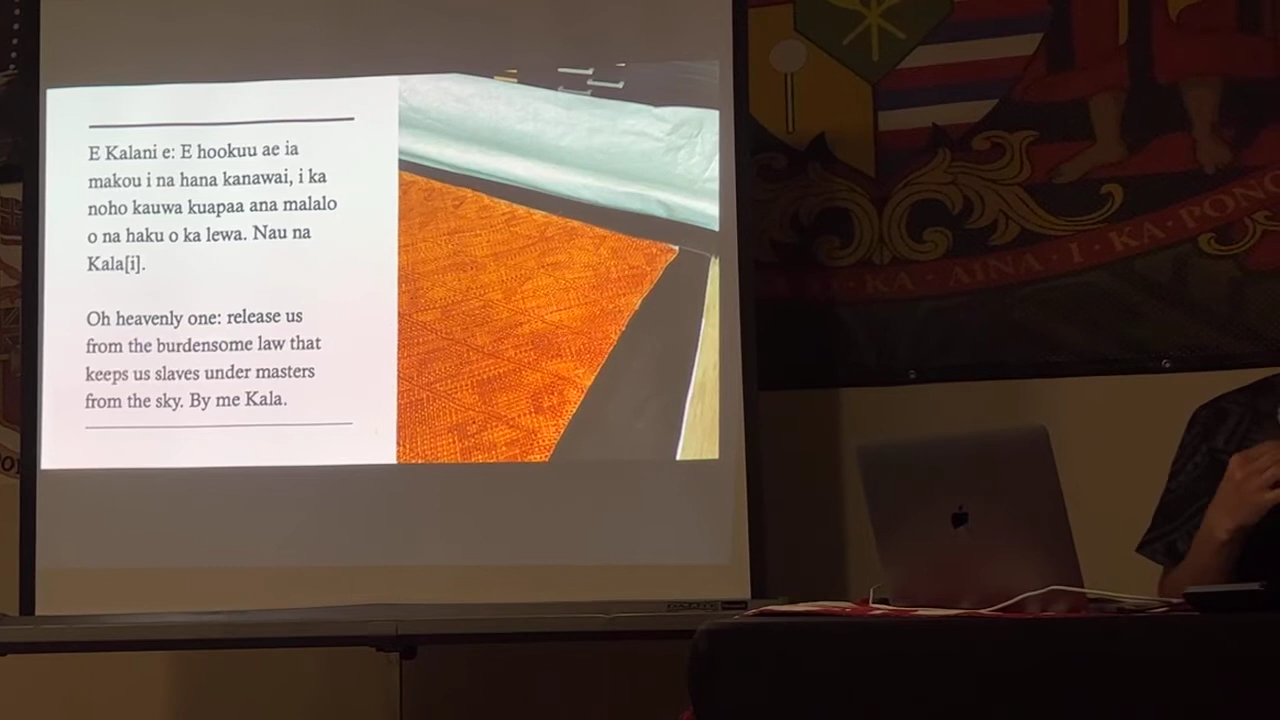 E Kalani e: E hookuu ae ia
makou i na hana kanawai, i ka
noho kauwa kuapaa ana malalo
o na haku o ka lewa. Nau na
Kala[i].
Oh heavenly one: release us
from the burdensome law that
keeps us slaves under masters
from the sky. By me Kala.
KA · AINA · I · KA · PONO